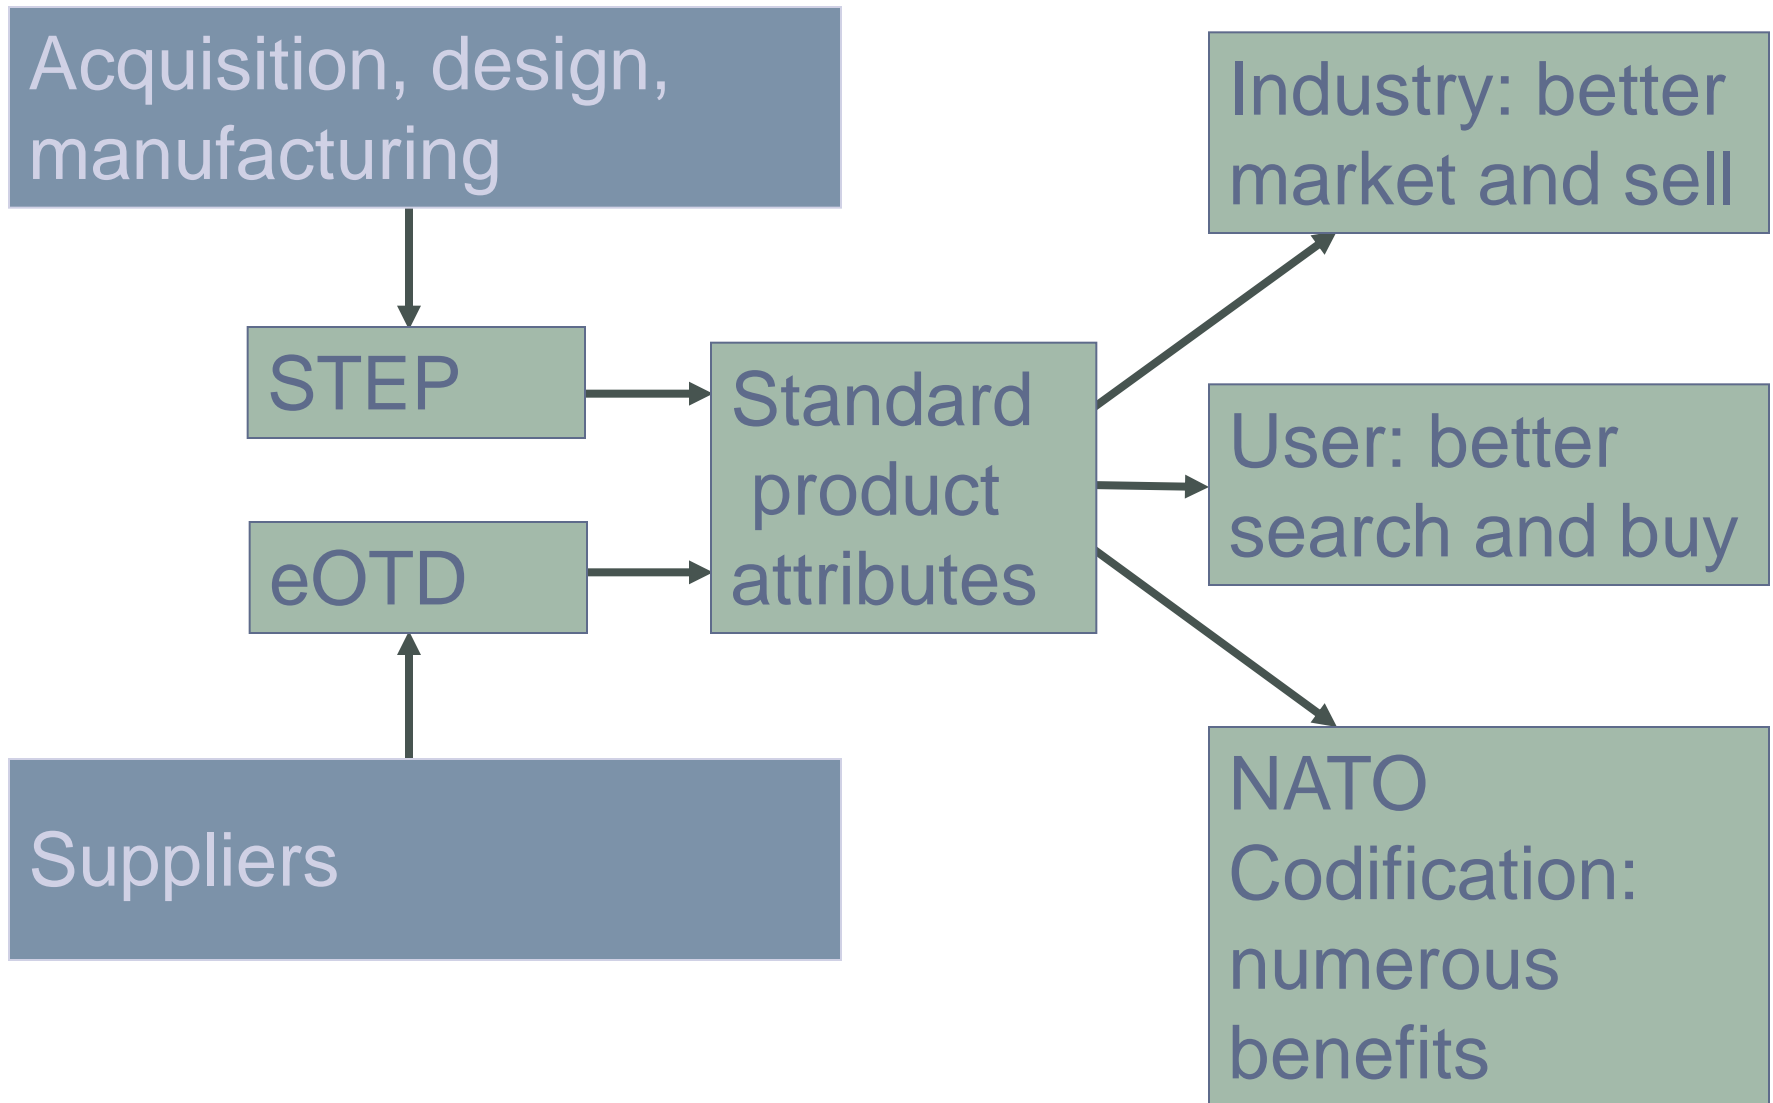 Acquisition, design,
manufacturing
STEP
eOTD
Suppliers
Standard
product
attributes
Industry: better
market and sell
User: better
search and buy
NATO
Codification:
numerous
benefits